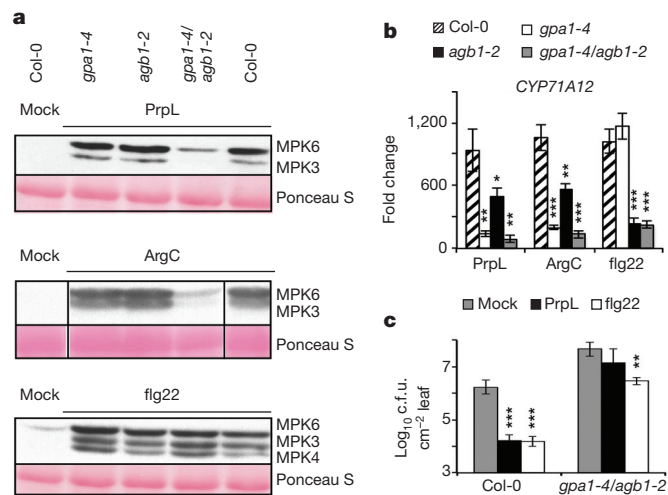 a
Col-0
gpa1-4
agb1-2
gpa1-4/
agb1-2
Col-0
Mock
PrpL
MPK6
MPK3
Ponceau S
Mock
ArgC
MPK6
MPK3
Ponceau S
Mock
flg22
MPK6
MPK3
MPK4
Ponceau S
b
Col-0
gpa1-4
agb1-2
gpa1-4/agb1-2
CYP71A12
Fold change
1,200
600
0
**
*
**
***
**
***
***
***
PrpL
ArgC
flg22
Mock
PrpL
flg22
c
Log10 c.f.u.
cm−2 leaf
7
5
3
***
***
**
Col-0
gpa1-4/agb1-2